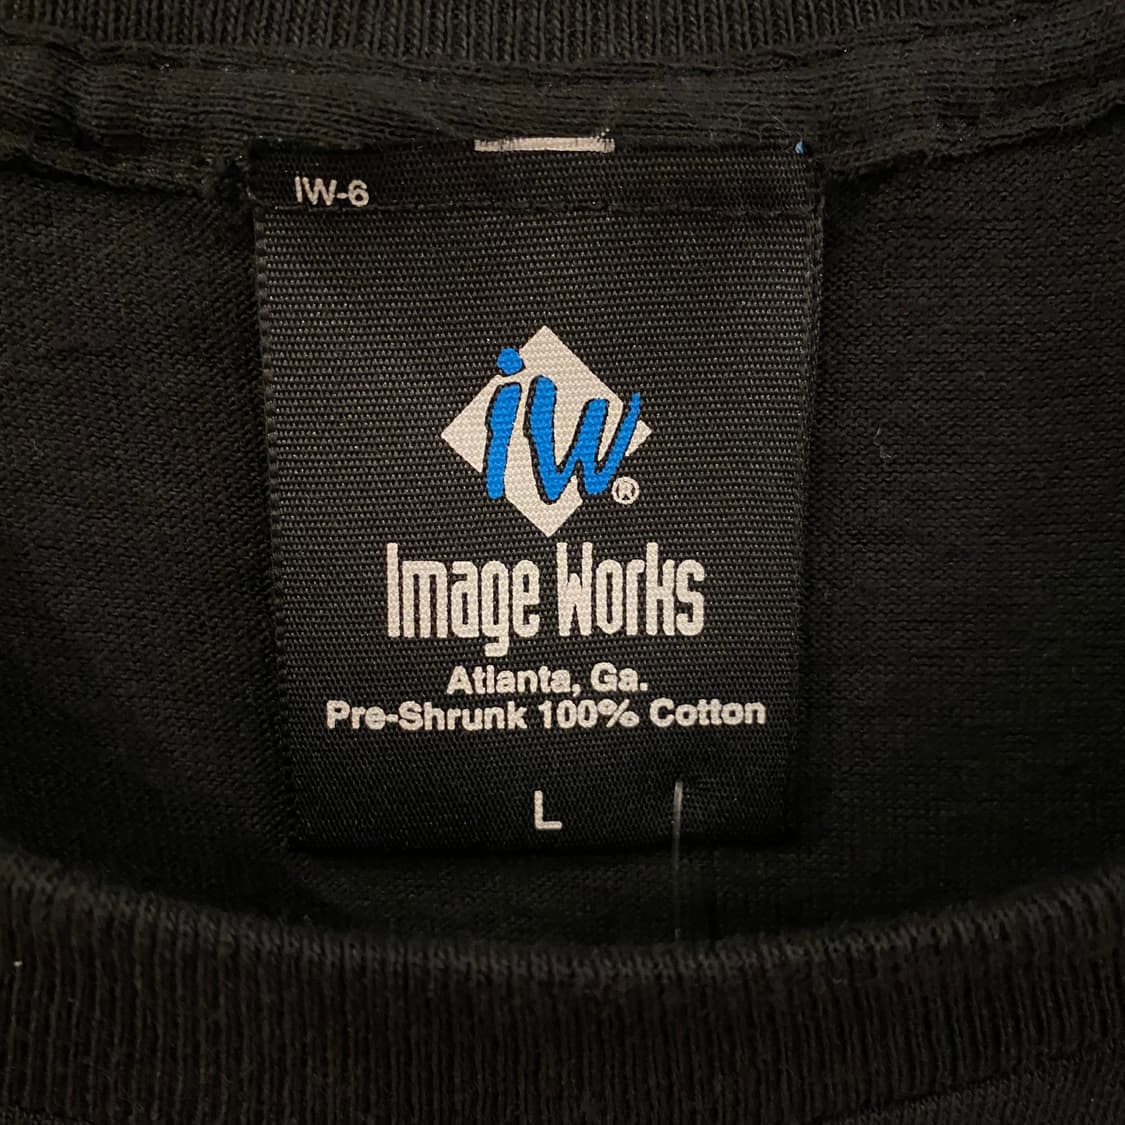 IW-6
iw®
Image Works
Atlanta, Ga.
Pre-Shrunk 100% Cotton
L